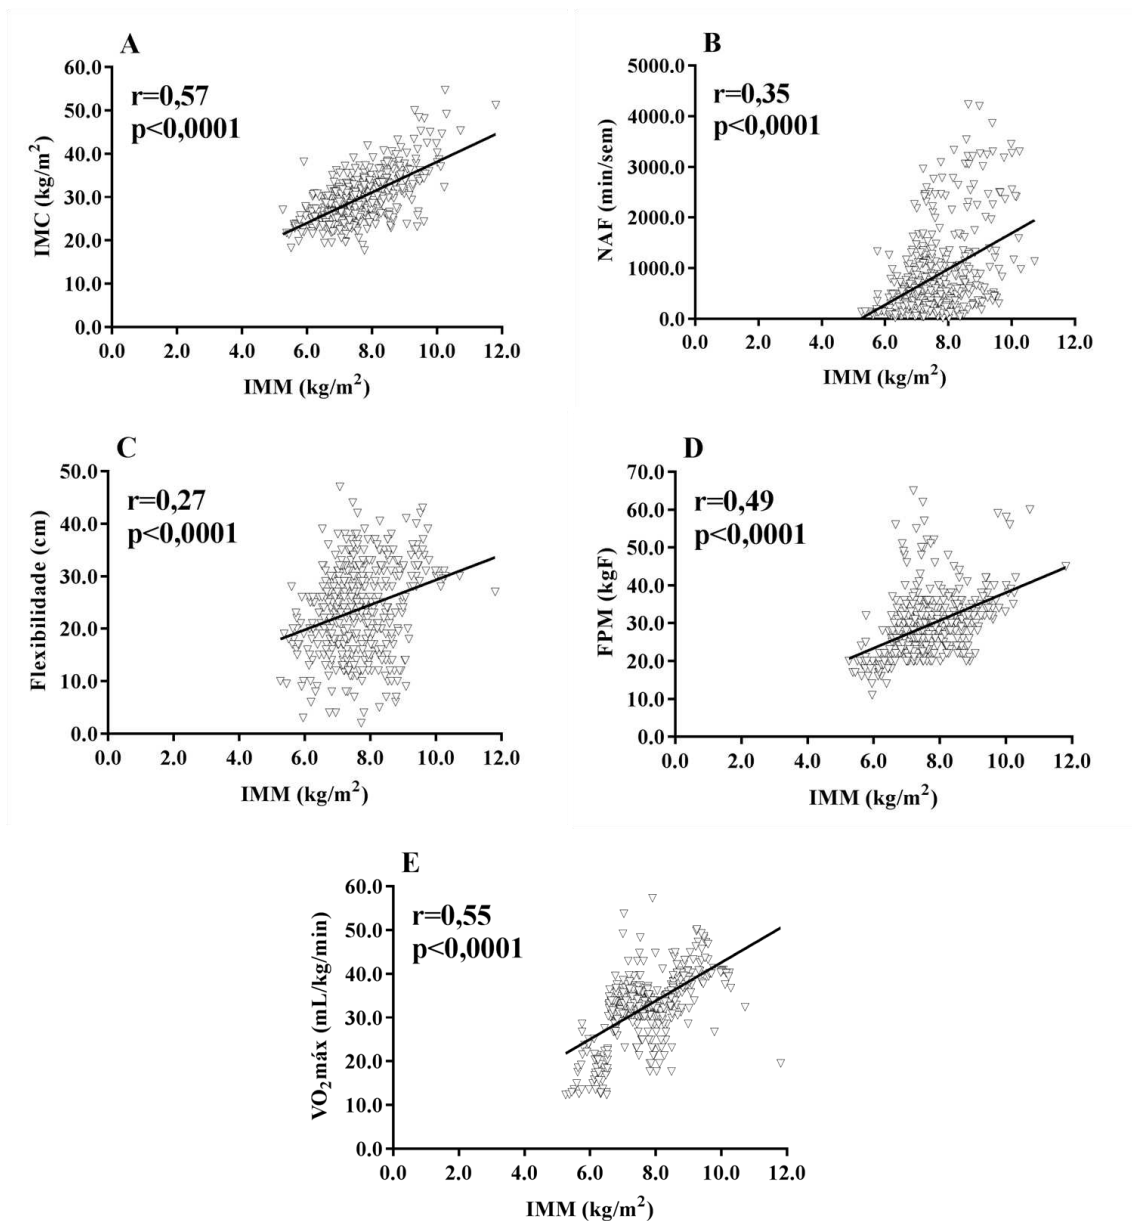 A
r=0,57
p<0,0001
IMC (kg/m²)
60.0
50.0
40.0
30.0
20.0
10.0
0.0
0.0 2.0 4.0 6.0 8.0 10.0 12.0
IMM (kg/m²)
B
r=0,35
p<0,0001
NAF (min/sem)
5000.0
4000.0
3000.0
2000.0
1000.0
0.0
0.0 2.0 4.0 6.0 8.0 10.0 12.0
IMM (kg/m²)
C
r=0,27
p<0,0001
Flexibilidade (cm)
50.0
40.0
30.0
20.0
10.0
0.0
0.0 2.0 4.0 6.0 8.0 10.0 12.0
IMM (kg/m²)
D
r=0,49
p<0,0001
FPM (kgF)
70.0
60.0
50.0
40.0
30.0
20.0
10.0
0.0
0.0 2.0 4.0 6.0 8.0 10.0 12.0
IMM (kg/m²)
E
r=0,55
p<0,0001
VO₂máx (mL/kg/min)
60.0
50.0
40.0
30.0
20.0
10.0
0.0
0.0 2.0 4.0 6.0 8.0 10.0 12.0
IMM (kg/m²)